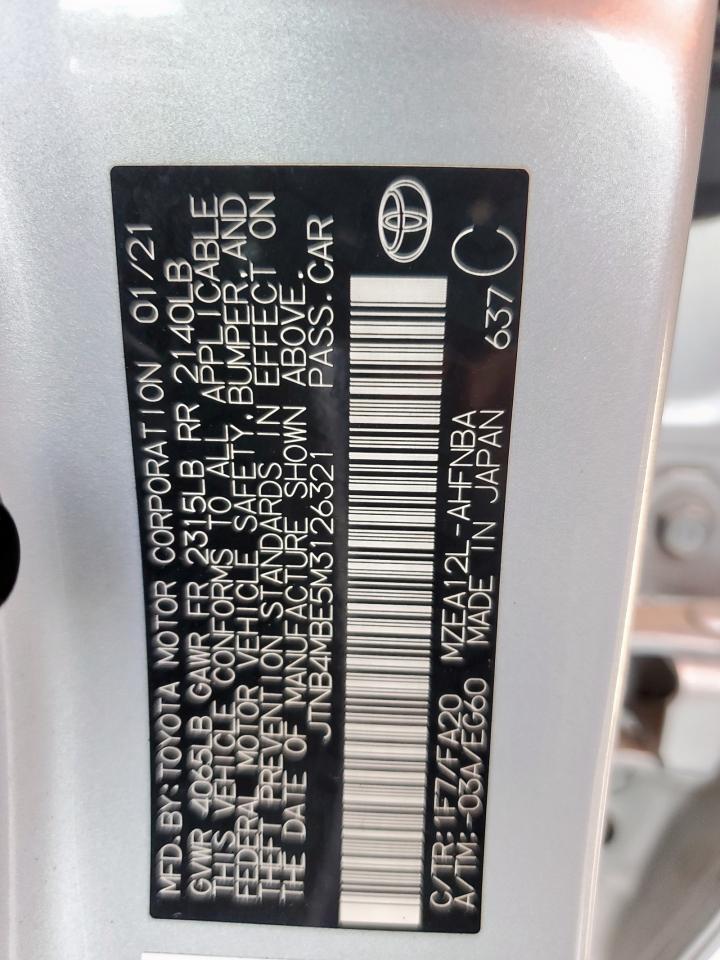 MFD.BY:TOYOTA MOTOR CORPORATION 01/21
GVWR 4065LB GAWR FR 2315LB RR 2140LB
THIS VEHICLE CONFORMS TO ALL APPLICABLE
FEDERAL MOTOR VEHICLE SAFETY,BUMPER,AND
THEFT PREVENTION STANDARDS IN EFFECT ON
THE DATE OF MANUFACTURE SHOWN ABOVE.
JTNB4MBE5M3126321 PASS.CAR
C/TR: 1F7/FA20 MZEA12L-AHFNBA
A/TM: -03A/EG60 MADE IN JAPAN 637 C